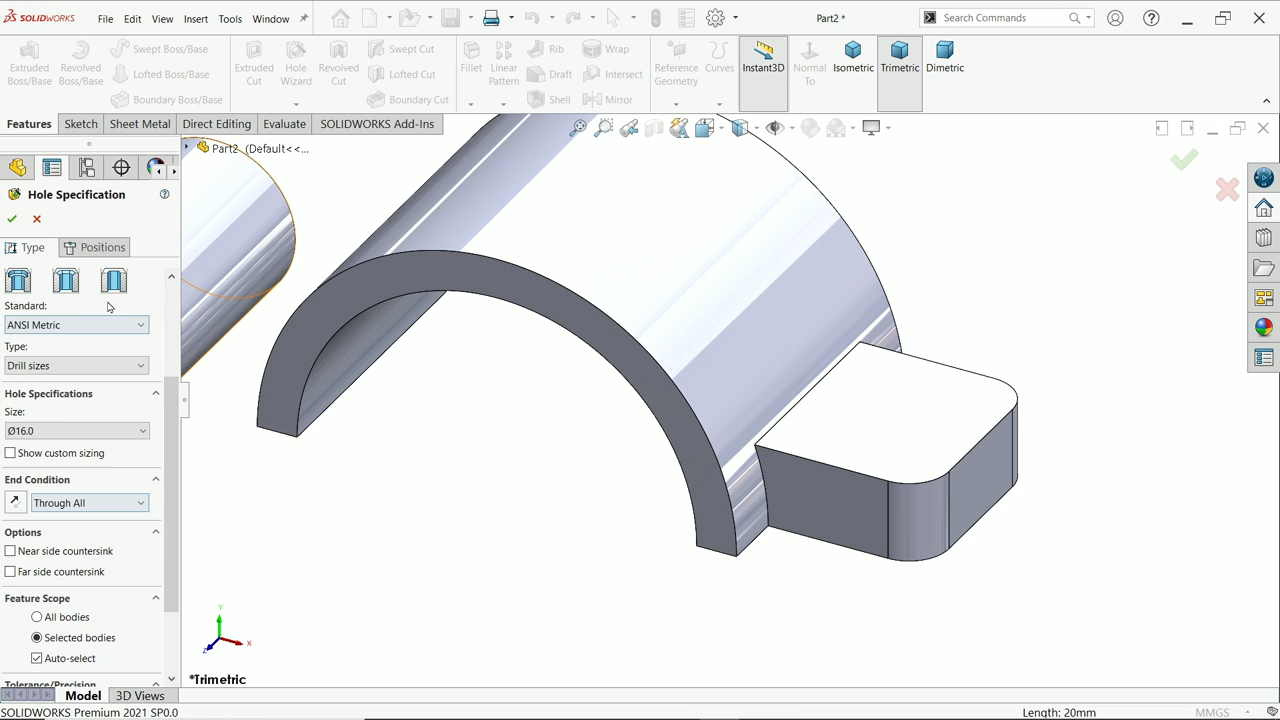 SOLIDWORKS File Edit View Insert Tools Window Part2 * Search Commands
Extruded Boss/Base
Revolved Boss/Base
Swept Boss/Base
Lofted Boss/Base
Boundary Boss/Base
Extruded Cut
Hole Wizard
Revolved Cut
Swept Cut
Lofted Cut
Boundary Cut
Fillet
Linear Pattern
Rib
Draft
Shell
Wrap
Intersect
Mirror
Reference Geometry
Curves
Instant3D
Normal To
Isometric
Trimetric
Dimetric
Features Sketch Sheet Metal Direct Editing Evaluate SOLIDWORKS Add-Ins
Part2 (Default<<...
Hole Specification
Type Positions
Standard:
ANSI Metric
Type:
Drill sizes
Hole Specifications
Size:
Ø16.0
Show custom sizing
End Condition
Through All
Options
Near side countersink
Far side countersink
Feature Scope
All bodies
Selected bodies
Auto-select
Tolerance/Precision
Y
X
Z
*Trimetric
Model 3D Views
SOLIDWORKS Premium 2021 SP0.0 Length: 20mm MMGS